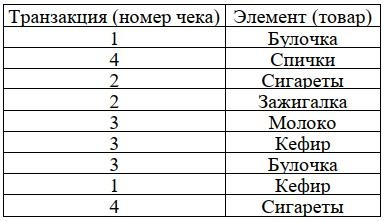 Транзакция (номер чека) Элемент (товар)
1 Булочка
4 Спички
2 Сигареты
2 Зажигалка
3 Молоко
3 Кефир
3 Булочка
1 Кефир
4 Сигареты